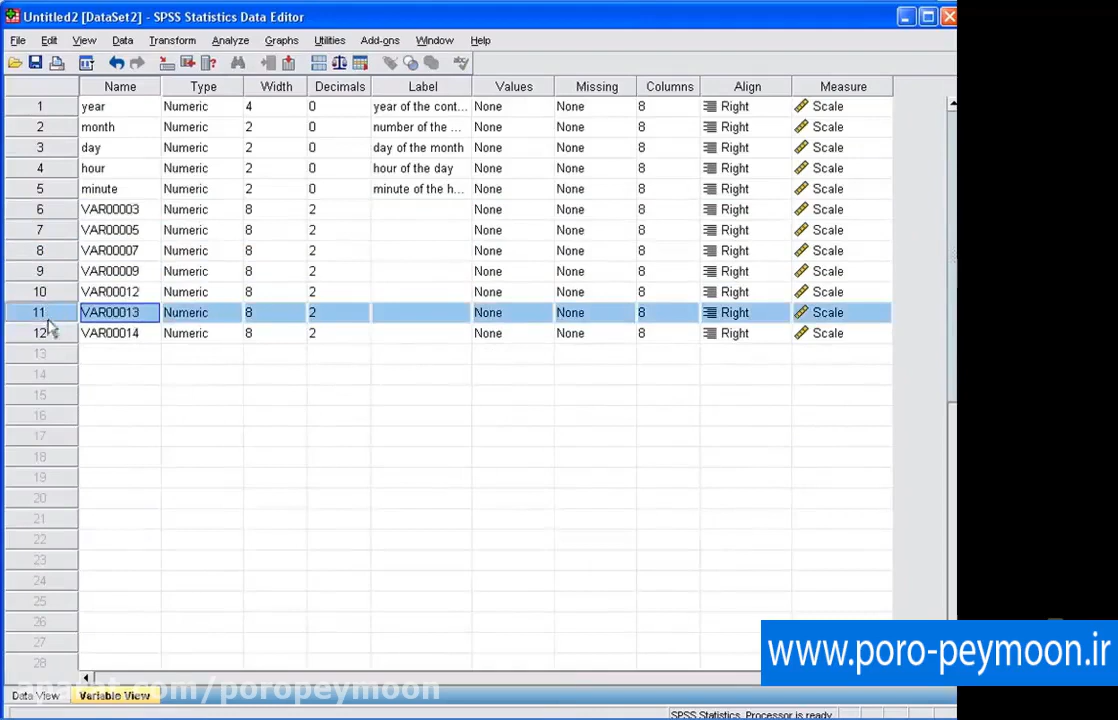 Untitled2 [DataSet2] - SPSS Statistics Data Editor
File Edit View Data Transform Analyze Graphs Utilities Add-ons Window Help
Name Type Width Decimals Label Values Missing Columns Align Measure
1 year Numeric 4 0 year of the cont... None None 8 Right Scale
2 month Numeric 2 0 number of the ... None None 8 Right Scale
3 day Numeric 2 0 day of the month None None 8 Right Scale
4 hour Numeric 2 0 hour of the day None None 8 Right Scale
5 minute Numeric 2 0 minute of the h... None None 8 Right Scale
6 VAR00003 Numeric 8 2 None None 8 Right Scale
7 VAR00005 Numeric 8 2 None None 8 Right Scale
8 VAR00007 Numeric 8 2 None None 8 Right Scale
9 VAR00009 Numeric 8 2 None None 8 Right Scale
10 VAR00012 Numeric 8 2 None None 8 Right Scale
11 VAR00013 Numeric 8 2 None None 8 Right Scale
12 VAR00014 Numeric 8 2 None None 8 Right Scale
13
14
15
16
17
18
19
20
21
22
23
24
25
26
27
28
www.poro-peymoon.ir
aparat.com/poropeymoon
Data View Variable View
SPSS Statistics Processor is ready